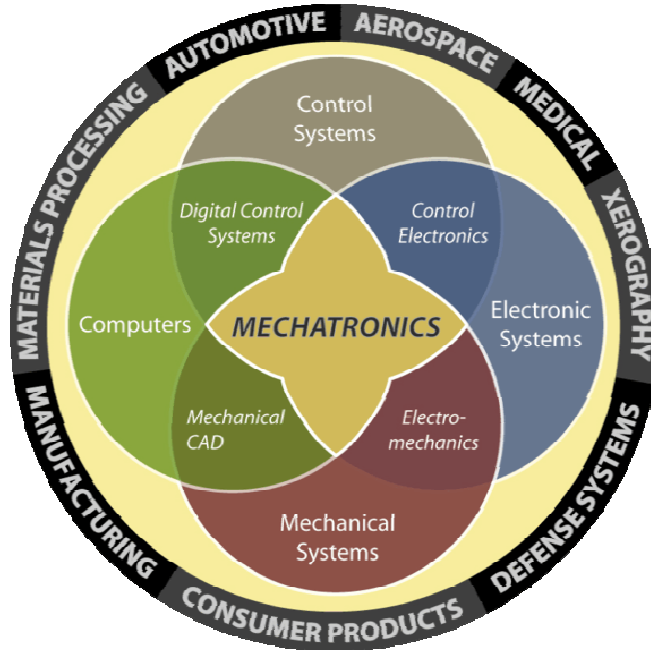 AUTOMOTIVE
AEROSPACE
MEDICAL
XEROGRAPHY
DEFENSE SYSTEMS
CONSUMER PRODUCTS
MANUFACTURING
MATERIALS PROCESSING
Control
Systems
Digital Control
Systems
Control
Electronics
Computers
MECHATRONICS
Electronic
Systems
Mechanical
CAD
Electro-
mechanics
Mechanical
Systems